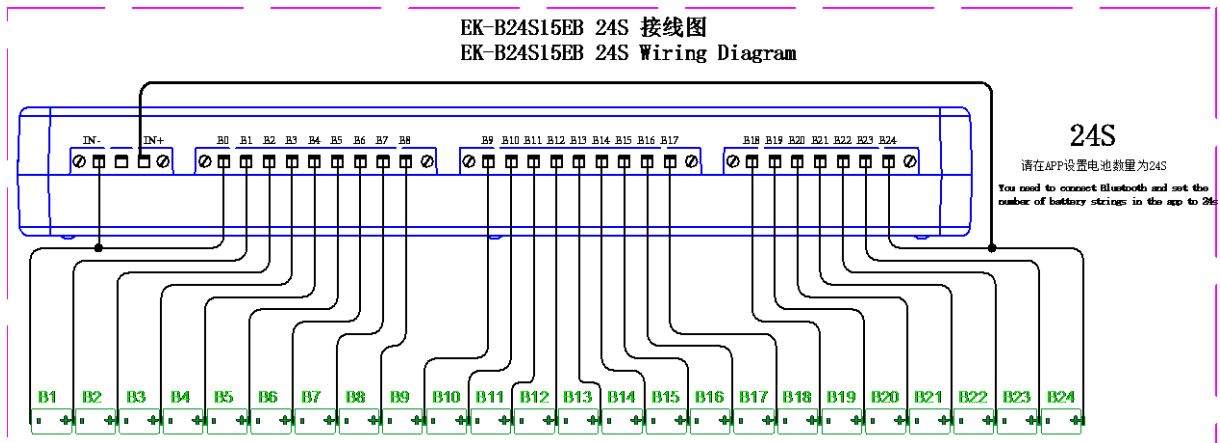 EK-B24S15EB 24S 接线图
EK-B24S15EB 24S Wiring Diagram
IN- IN+ B0 B1 B2 B3 B4 B5 B6 B7 B8 B9 B10 B11 B12 B13 B14 B15 B16 B17 B18 B19 B20 B21 B22 B23 B24
24S
请在APP设置电池数量为24S
You need to connect Bluetooth and set the
number of battery strings in the app to 24s
B1 B2 B3 B4 B5 B6 B7 B8 B9 B10 B11 B12 B13 B14 B15 B16 B17 B18 B19 B20 B21 B22 B23 B24
- + - + - + - + - + - + - + - + - + - + - + - + - + - + - + - + - + - + - + - + - + - + - + - +